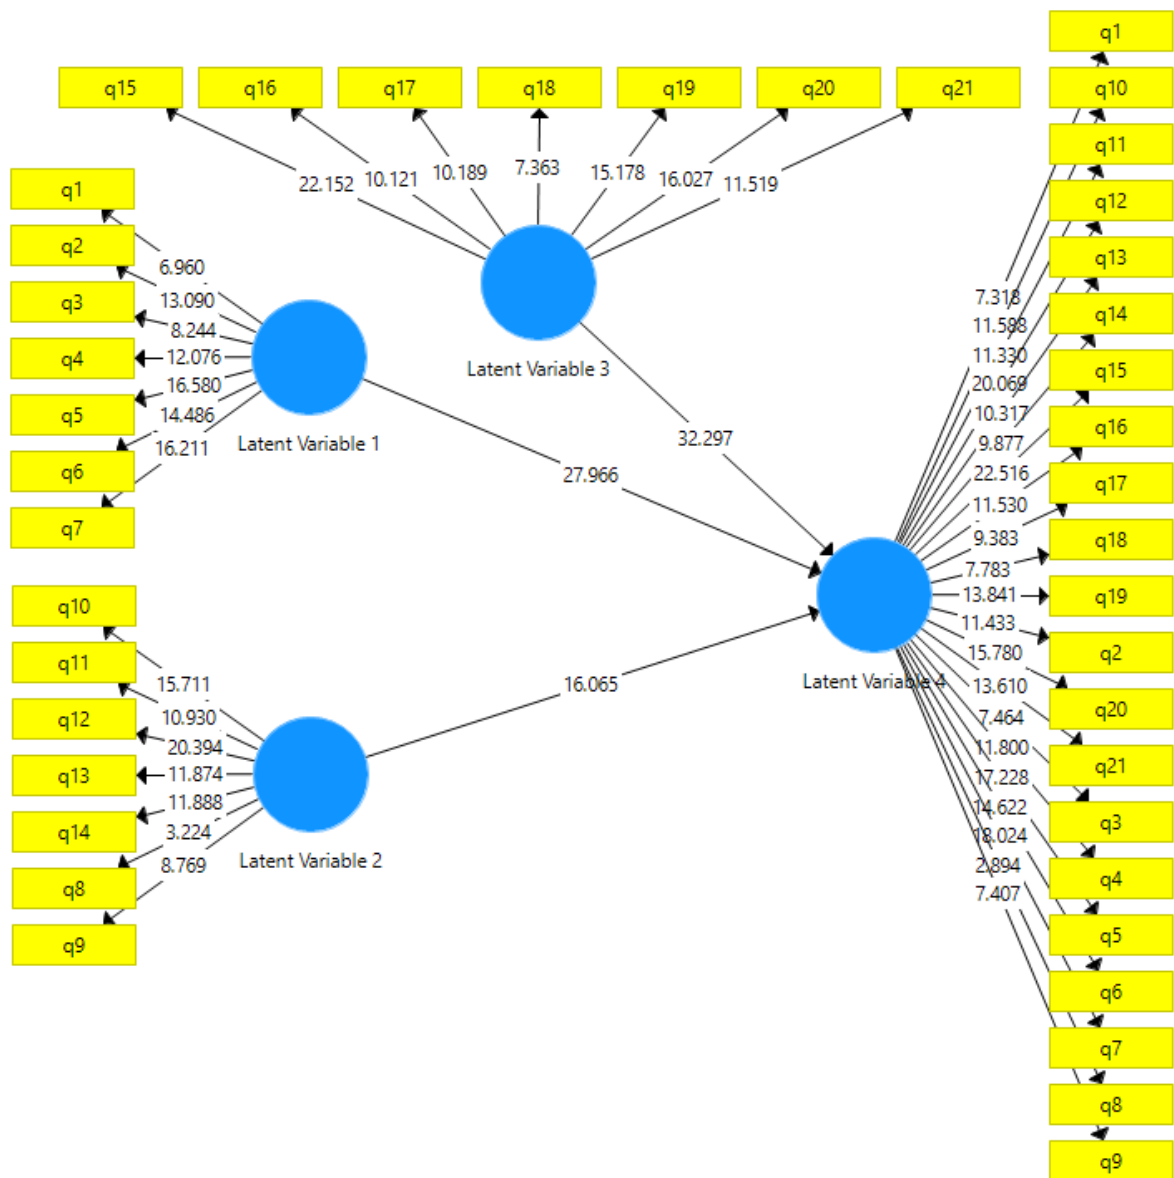 q15
q16
q17
q18
q19
q20
q21
22.152
10.121
10.189
7.363
15.178
16.027
11.519
Latent Variable 3
q1
q2
q3
q4
q5
q6
q7
6.960
13.090
8.244
12.076
16.580
14.486
16.211
Latent Variable 1
q10
q11
q12
q13
q14
q8
q9
15.711
10.930
20.394
11.874
11.888
3.224
8.769
Latent Variable 2
32.297
27.966
16.065
Latent Variable 4
7.318
11.588
11.330
20.069
10.317
9.877
22.516
11.530
9.383
7.783
13.841
11.433
15.780
13.610
7.464
11.800
17.228
14.622
18.024
2.894
7.407
q1
q10
q11
q12
q13
q14
q15
q16
q17
q18
q19
q2
q20
q21
q3
q4
q5
q6
q7
q8
q9